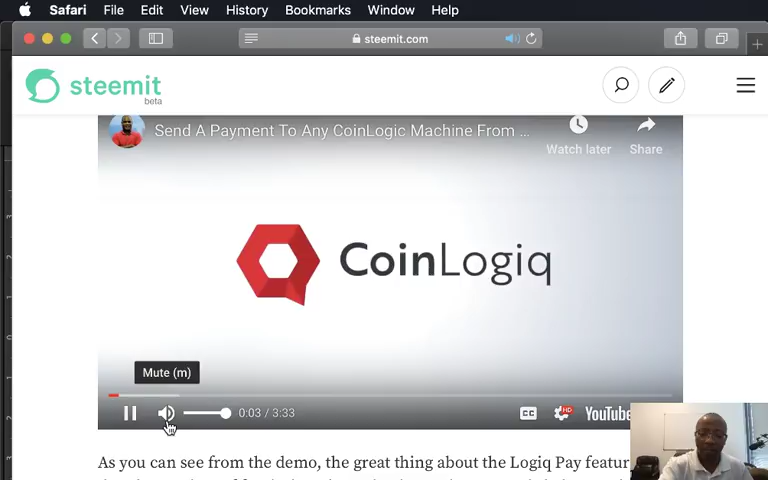 Safari File Edit View History Bookmarks Window Help
steemit.com
steemit
beta
Send A Payment To Any CoinLogic Machine From ...
Watch later
Share
CoinLogiq
Mute (m)
0:03 / 3:33
CC
HD
YouTube
As you can see from the demo, the great thing about the Logiq Pay